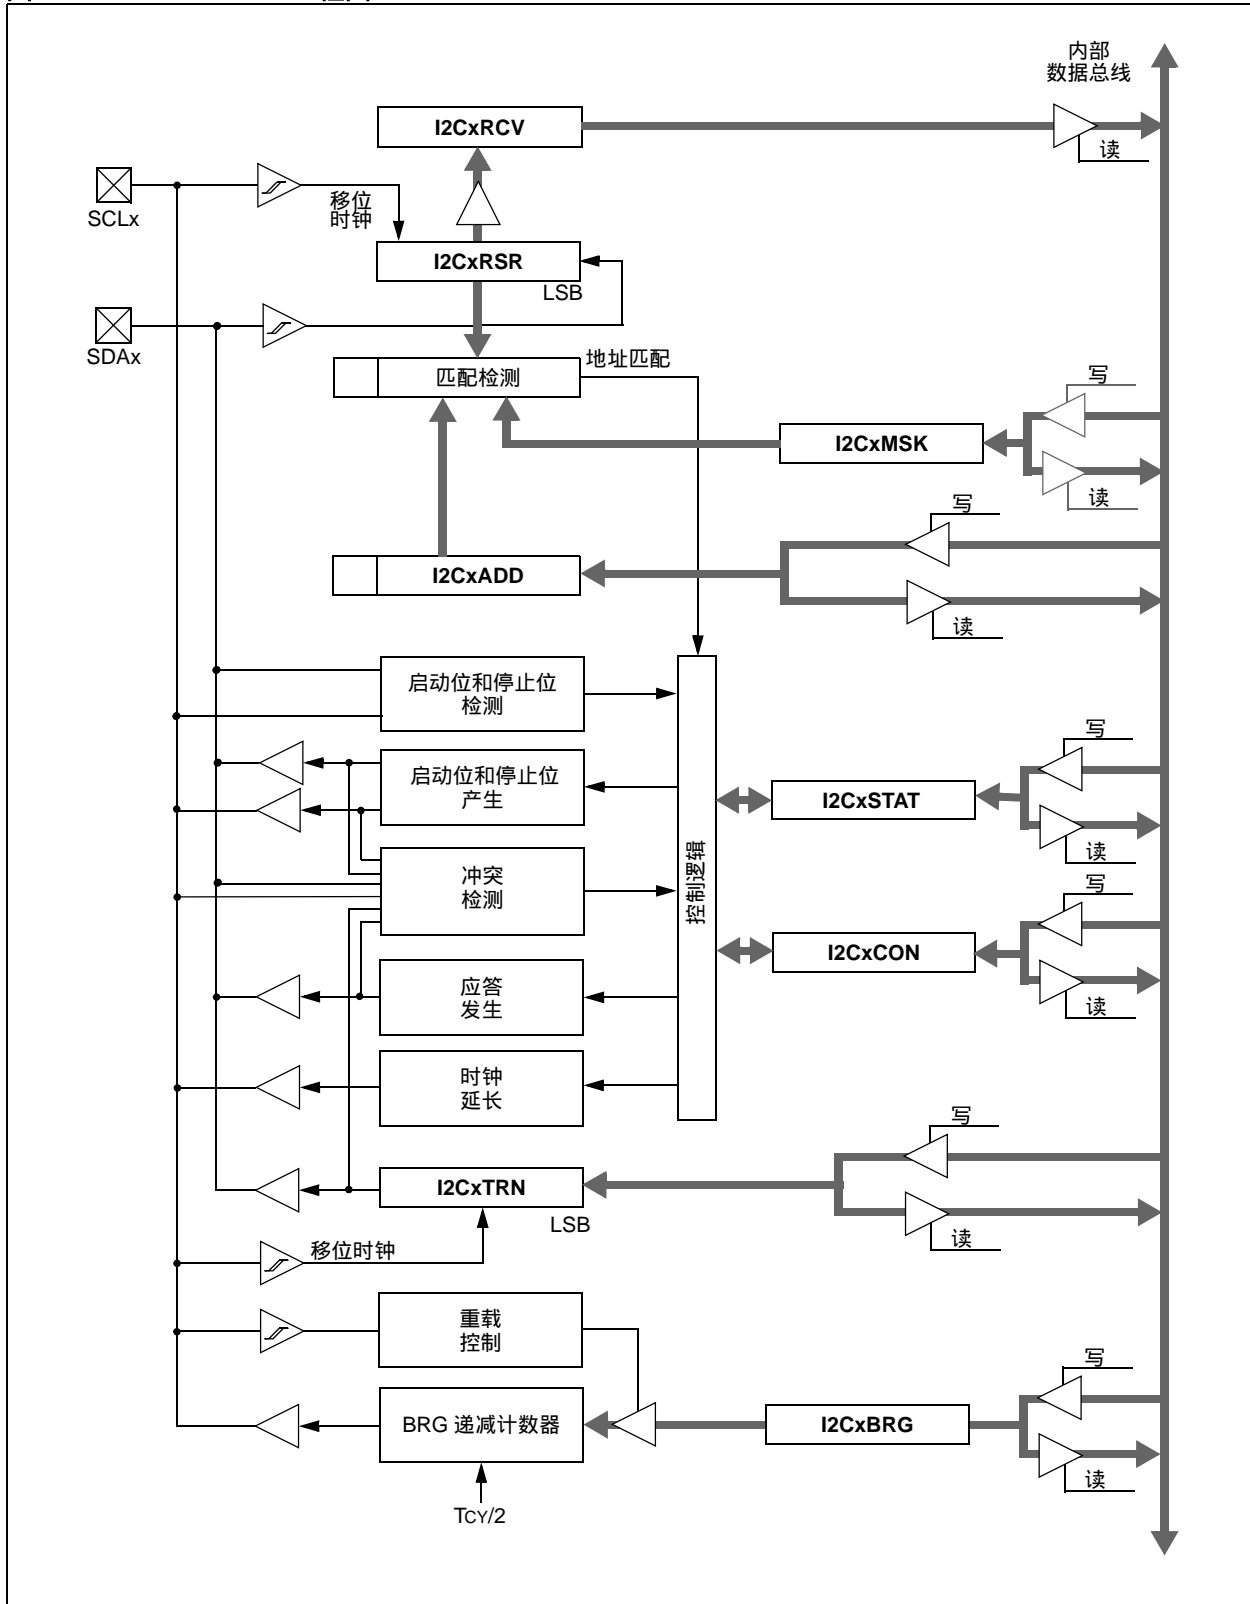 内部
数据总线
I2CxRCV
读
SCLx
移位
时钟
I2CxRSR
LSB
SDAx
地址匹配
匹配检测
写
I2CxMSK
读
写
I2CxADD
读
启动位和停止位
检测
启动位和停止位
产生
写
I2CxSTAT
读
冲突
检测
控制逻辑
写
I2CxCON
读
应答
发生
时钟
延长
写
I2CxTRN
LSB
读
移位时钟
重载
控制
写
BRG 递减计数器
I2CxBRG
读
TCY/2